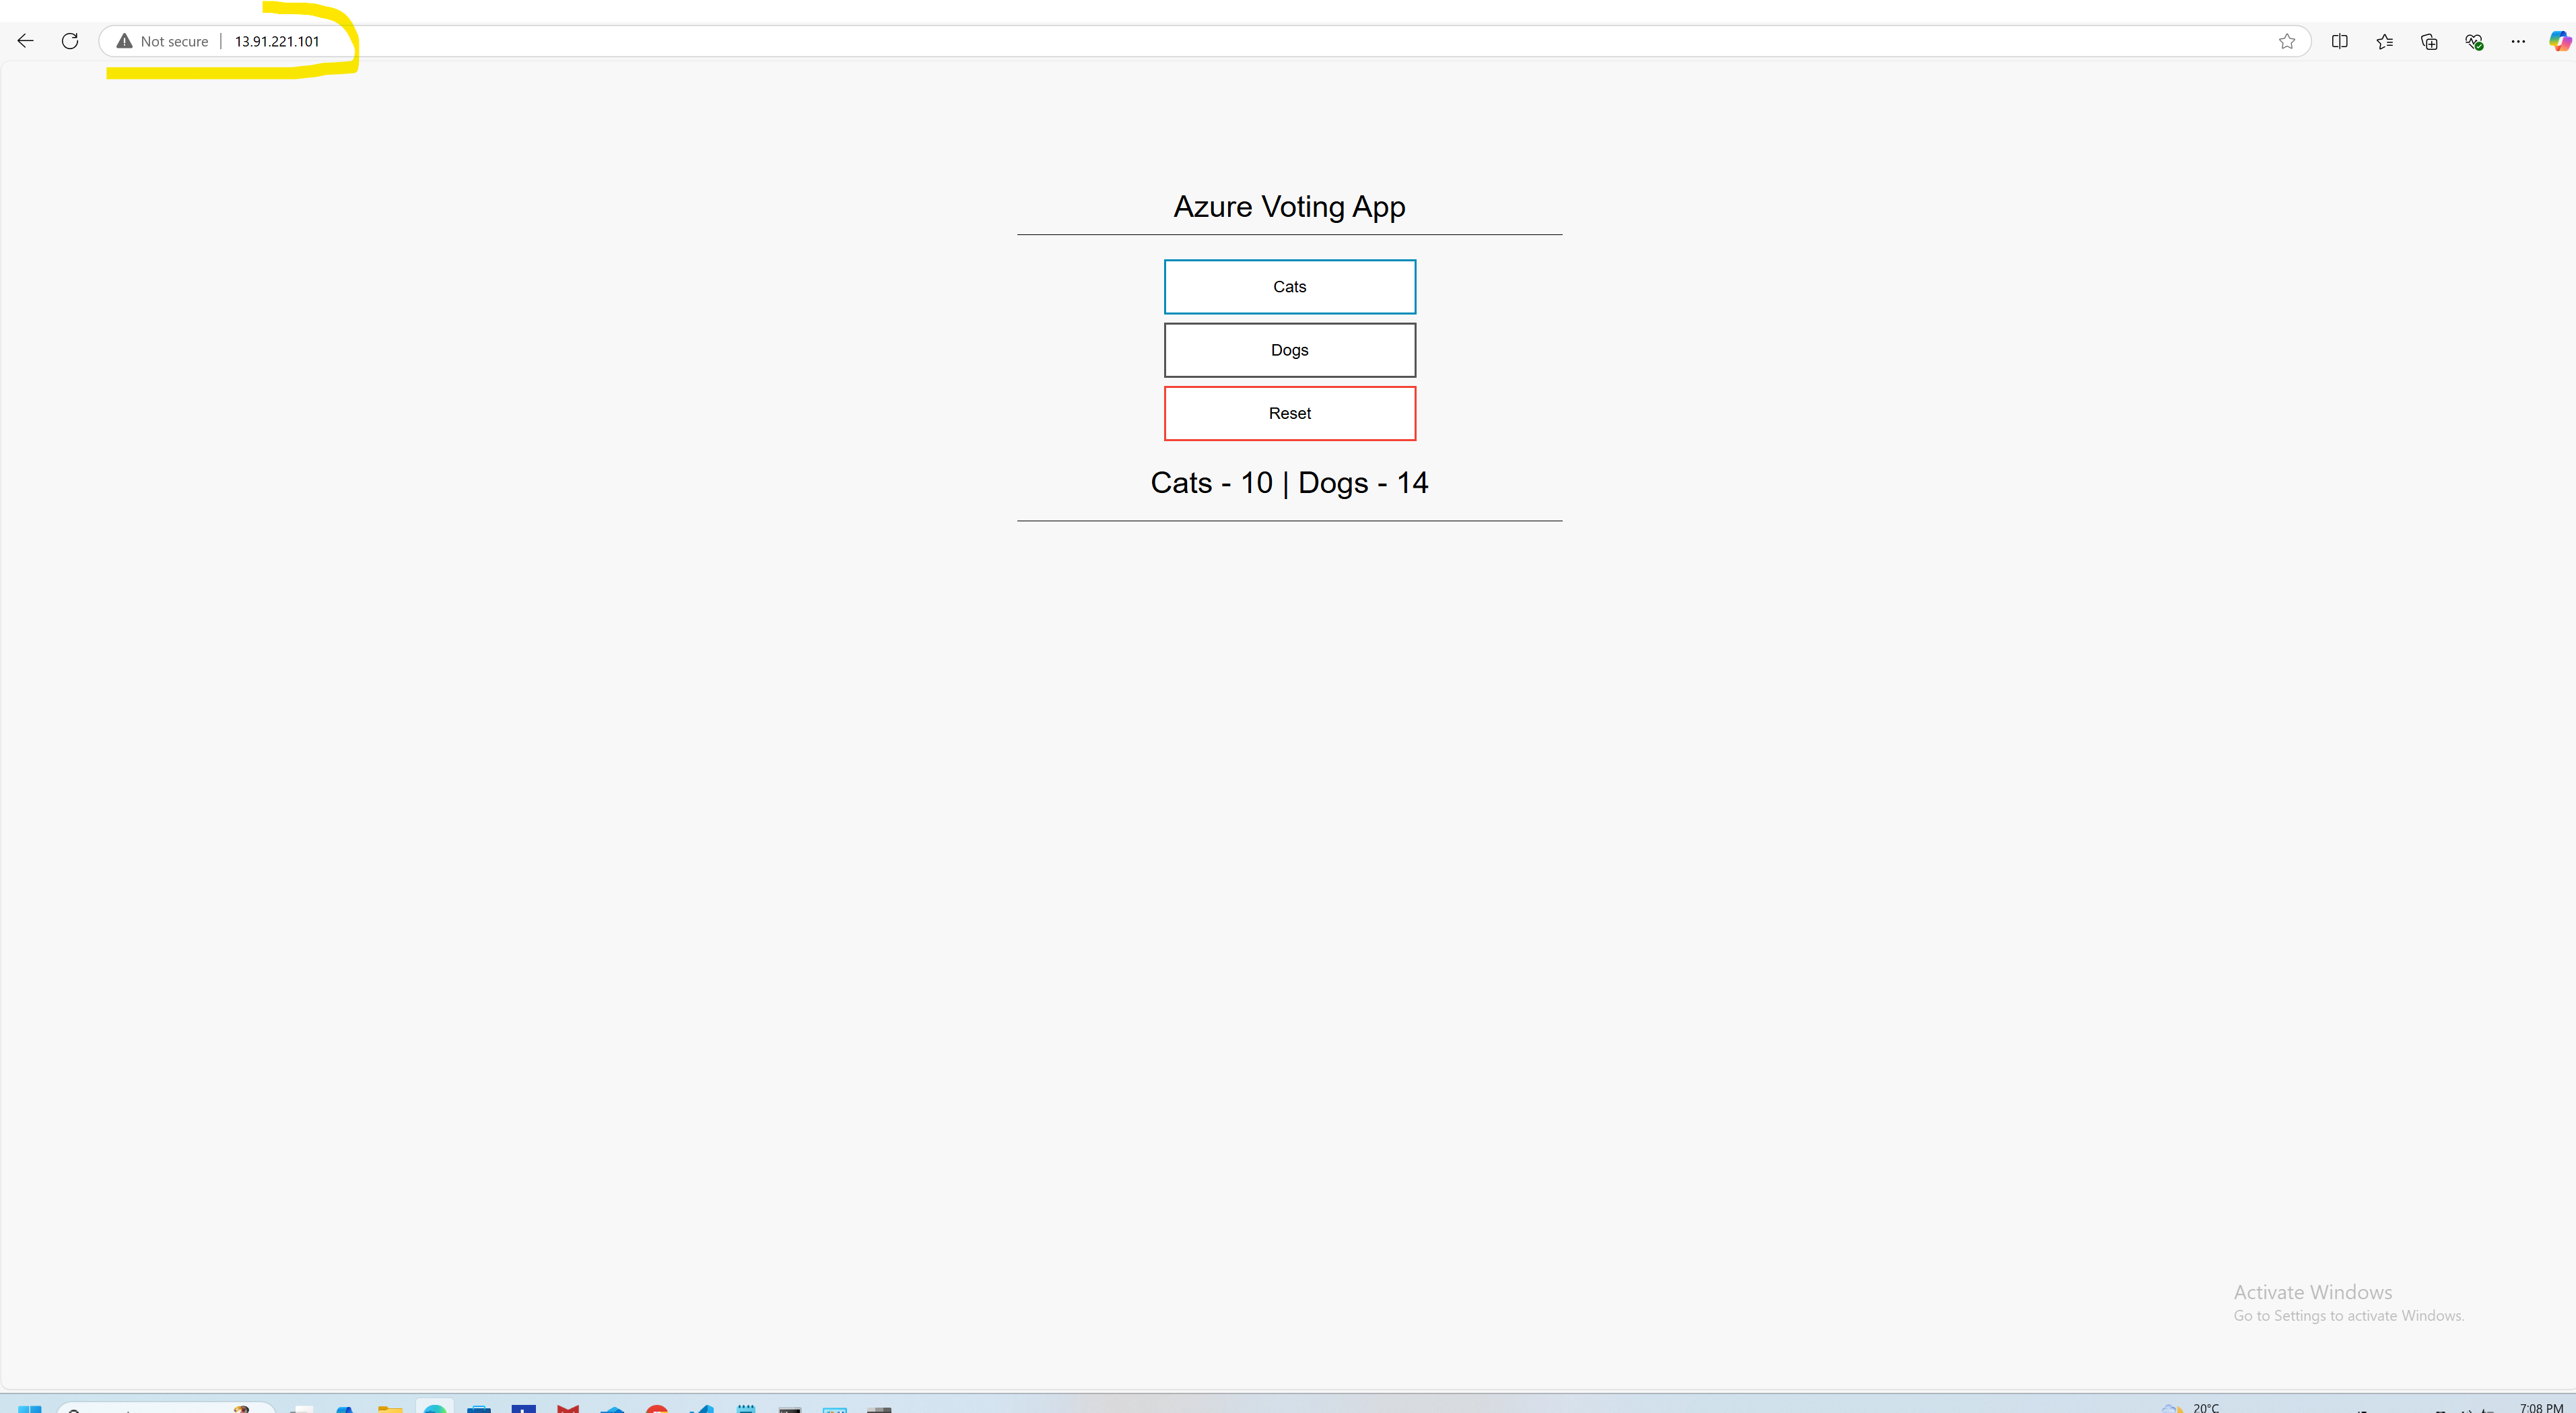 Not secure | 13.91.221.101
Azure Voting App
Cats
Dogs
Reset
Cats - 10 | Dogs - 14
Activate Windows
Go to Settings to activate Windows.
20°C
7:08 PM